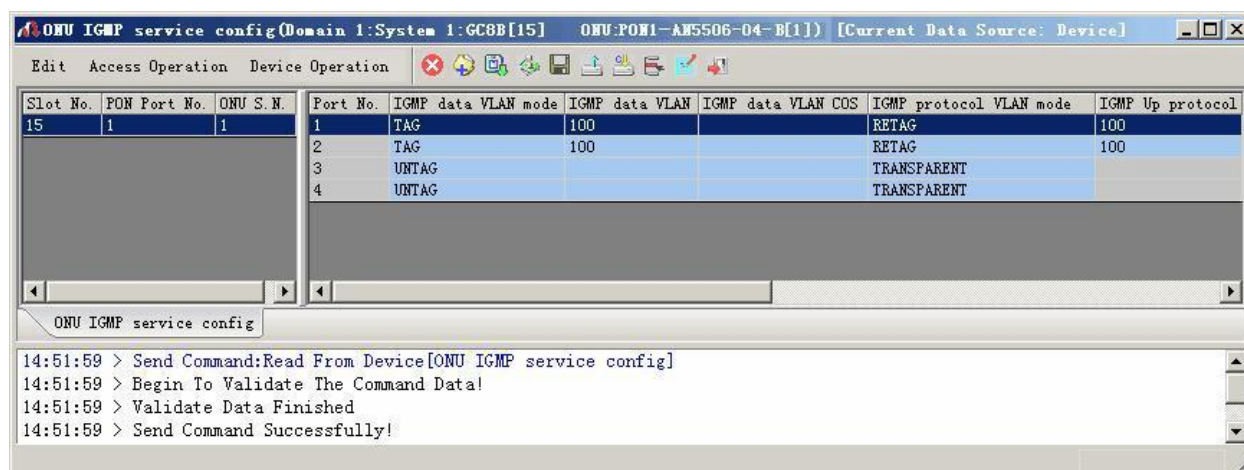 ONU IGMP service config(Domain 1:System 1:GC8B[15] ONU:PON1-AN5506-04-B[1]) [Current Data Source: Device]
Edit Access Operation Device Operation
Slot No. PON Port No. ONU S.N. Port No. IGMP data VLAN mode IGMP data VLAN IGMP data VLAN COS IGMP protocol VLAN mode IGMP Up protocol
15 1 1 1 TAG 100 RETAG 100
2 TAG 100 RETAG 100
3 UNTAG TRANSPARENT
4 UNTAG TRANSPARENT
ONU IGMP service config
14:51:59 > Send Command:Read From Device[ONU IGMP service config]
14:51:59 > Begin To Validate The Command Data!
14:51:59 > Validate Data Finished
14:51:59 > Send Command Successfully!